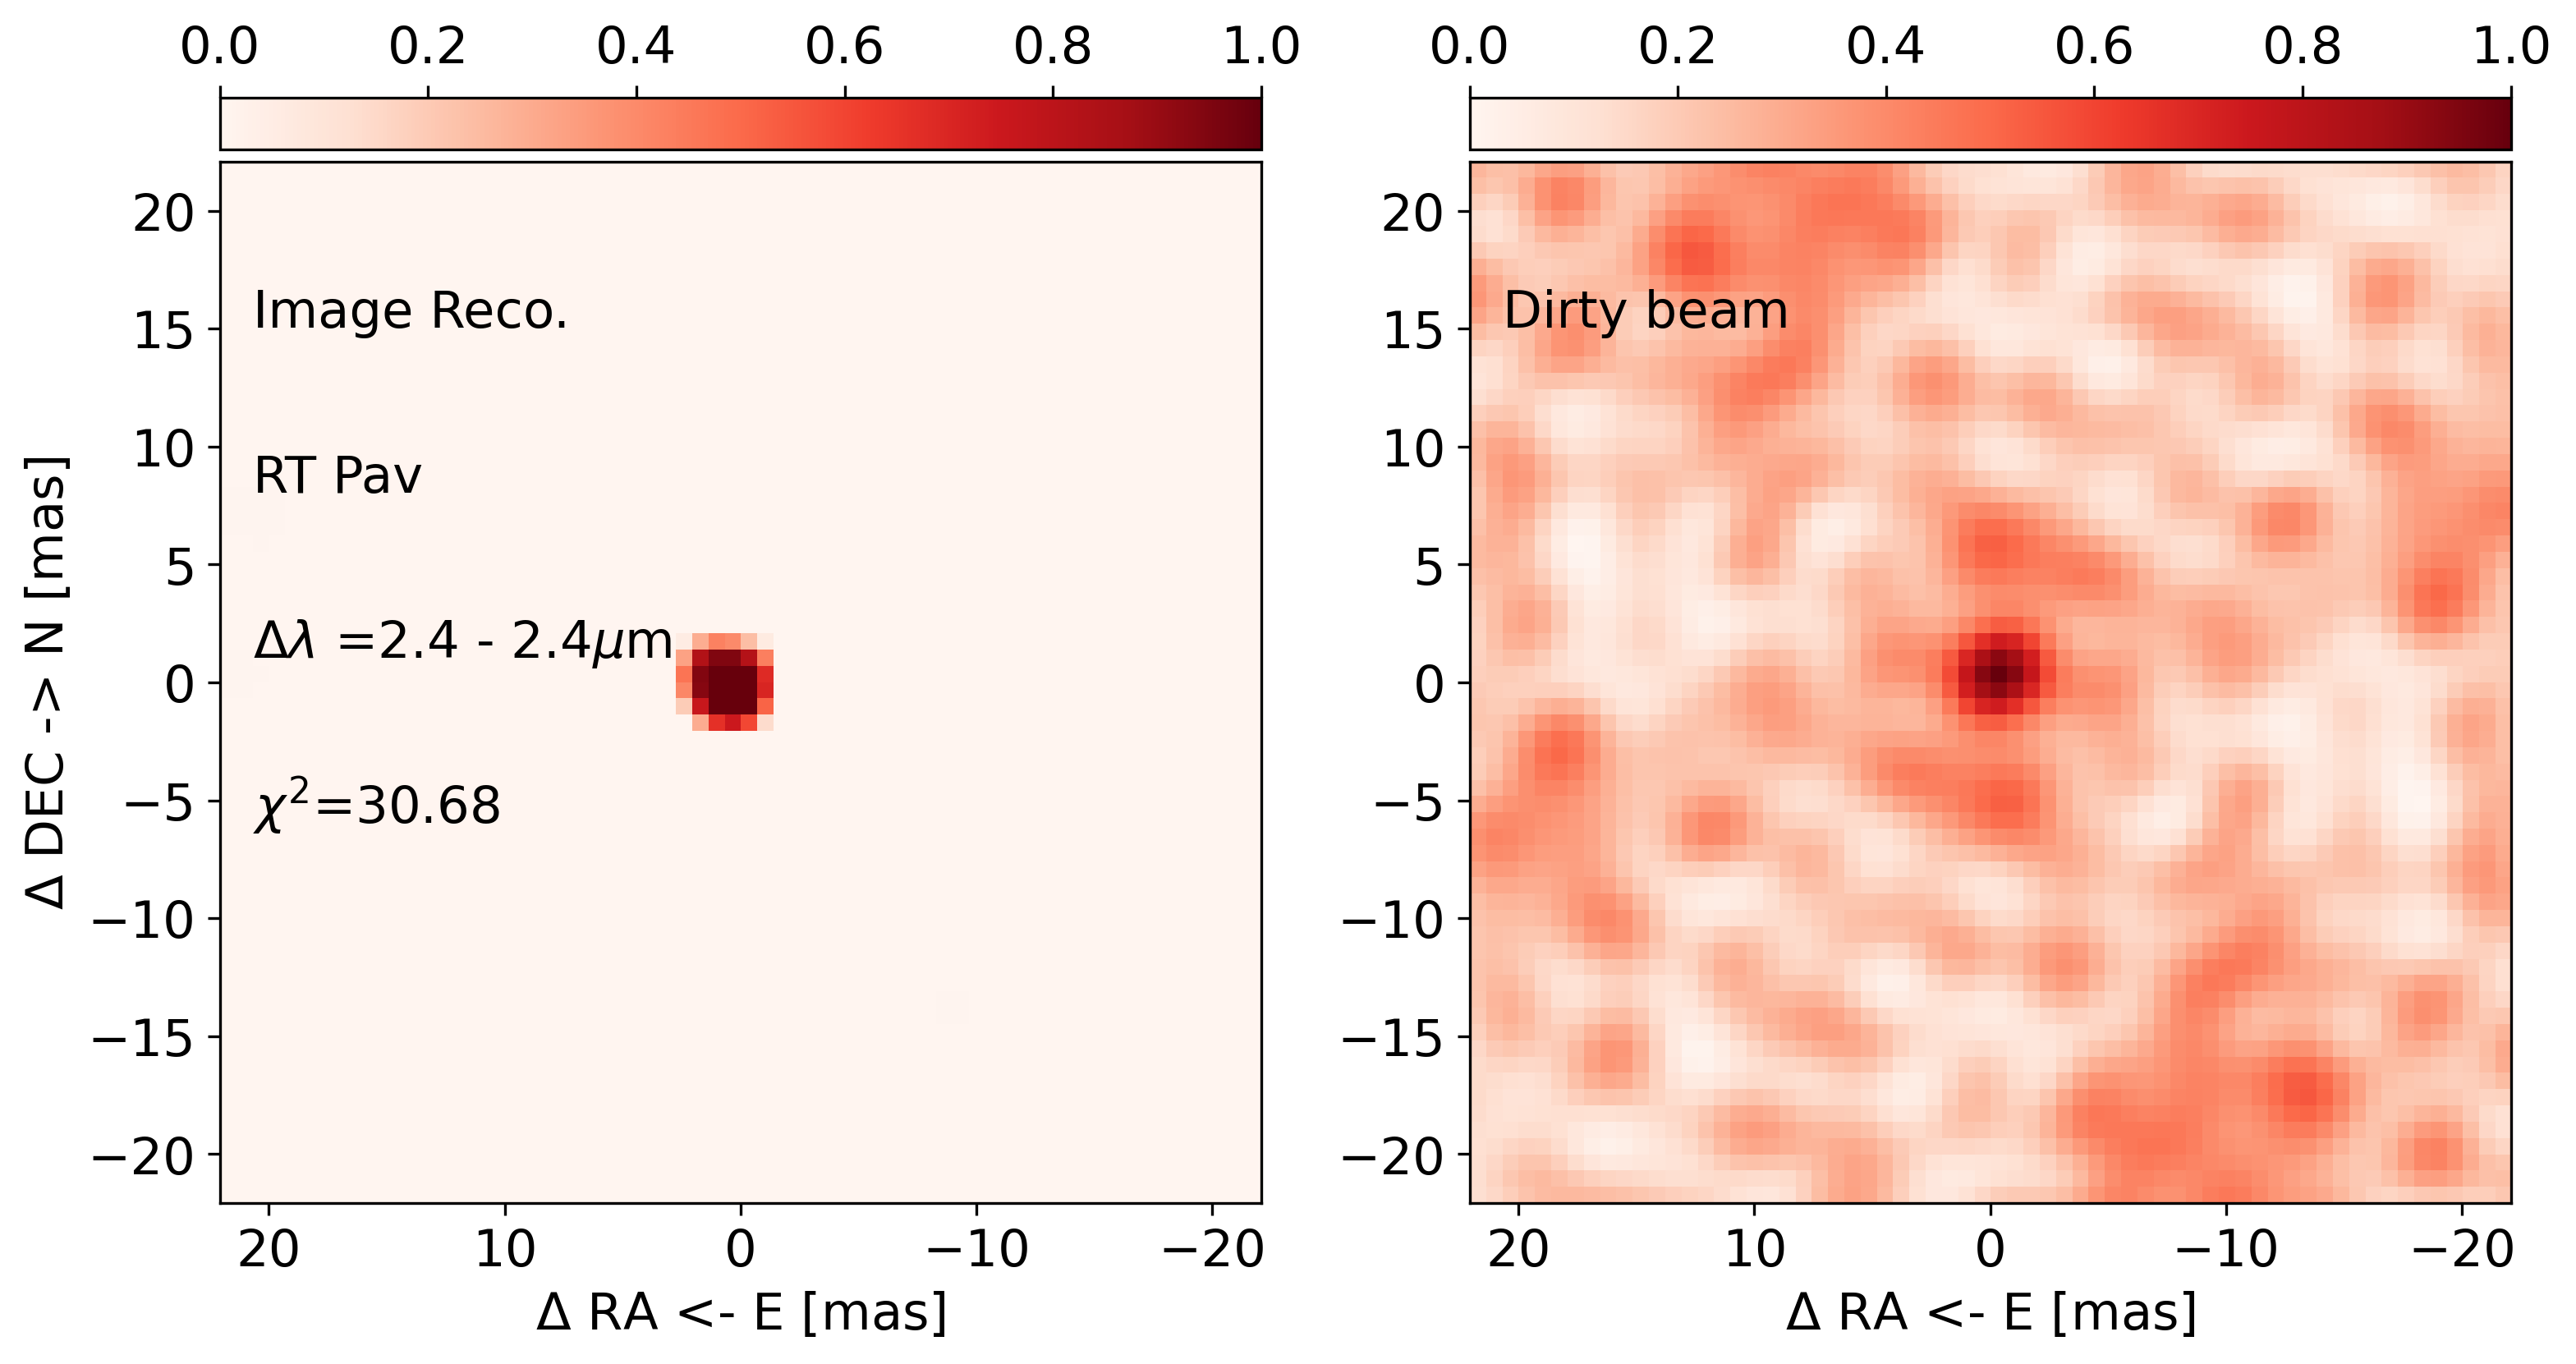 0.0 0.2 0.4 0.6 0.8 1.0
0.0 0.2 0.4 0.6 0.8 1.0
Δ DEC -> N [mas]
20
15
10
5
0
−5
−10
−15
−20
Image Reco.
RT Pav
Δλ =2.4 - 2.4μm
χ²=30.68
20 10 0 −10 −20
Δ RA <- E [mas]
20
15
10
5
0
−5
−10
−15
−20
Dirty beam
20 10 0 −10 −20
Δ RA <- E [mas]